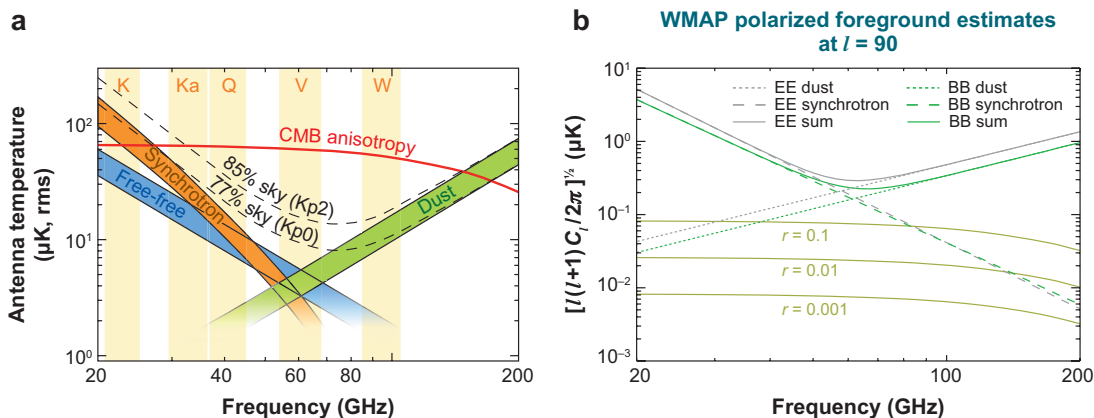 a
K Ka Q V W
10²
10¹
10⁰
Antenna temperature
(μK, rms)
CMB anisotropy
Synchrotron
Free-free
85% sky (Kp2)
77% sky (Kp0)
Dust
20 40 60 80 200
Frequency (GHz)
b
WMAP polarized foreground estimates
at l = 90
10¹
10⁰
10⁻¹
10⁻²
10⁻³
[l(l+1) Cₗ/2π]^½ (μK)
EE dust
EE synchrotron
EE sum
BB dust
BB synchrotron
BB sum
r = 0.1
r = 0.01
r = 0.001
20 100 200
Frequency (GHz)